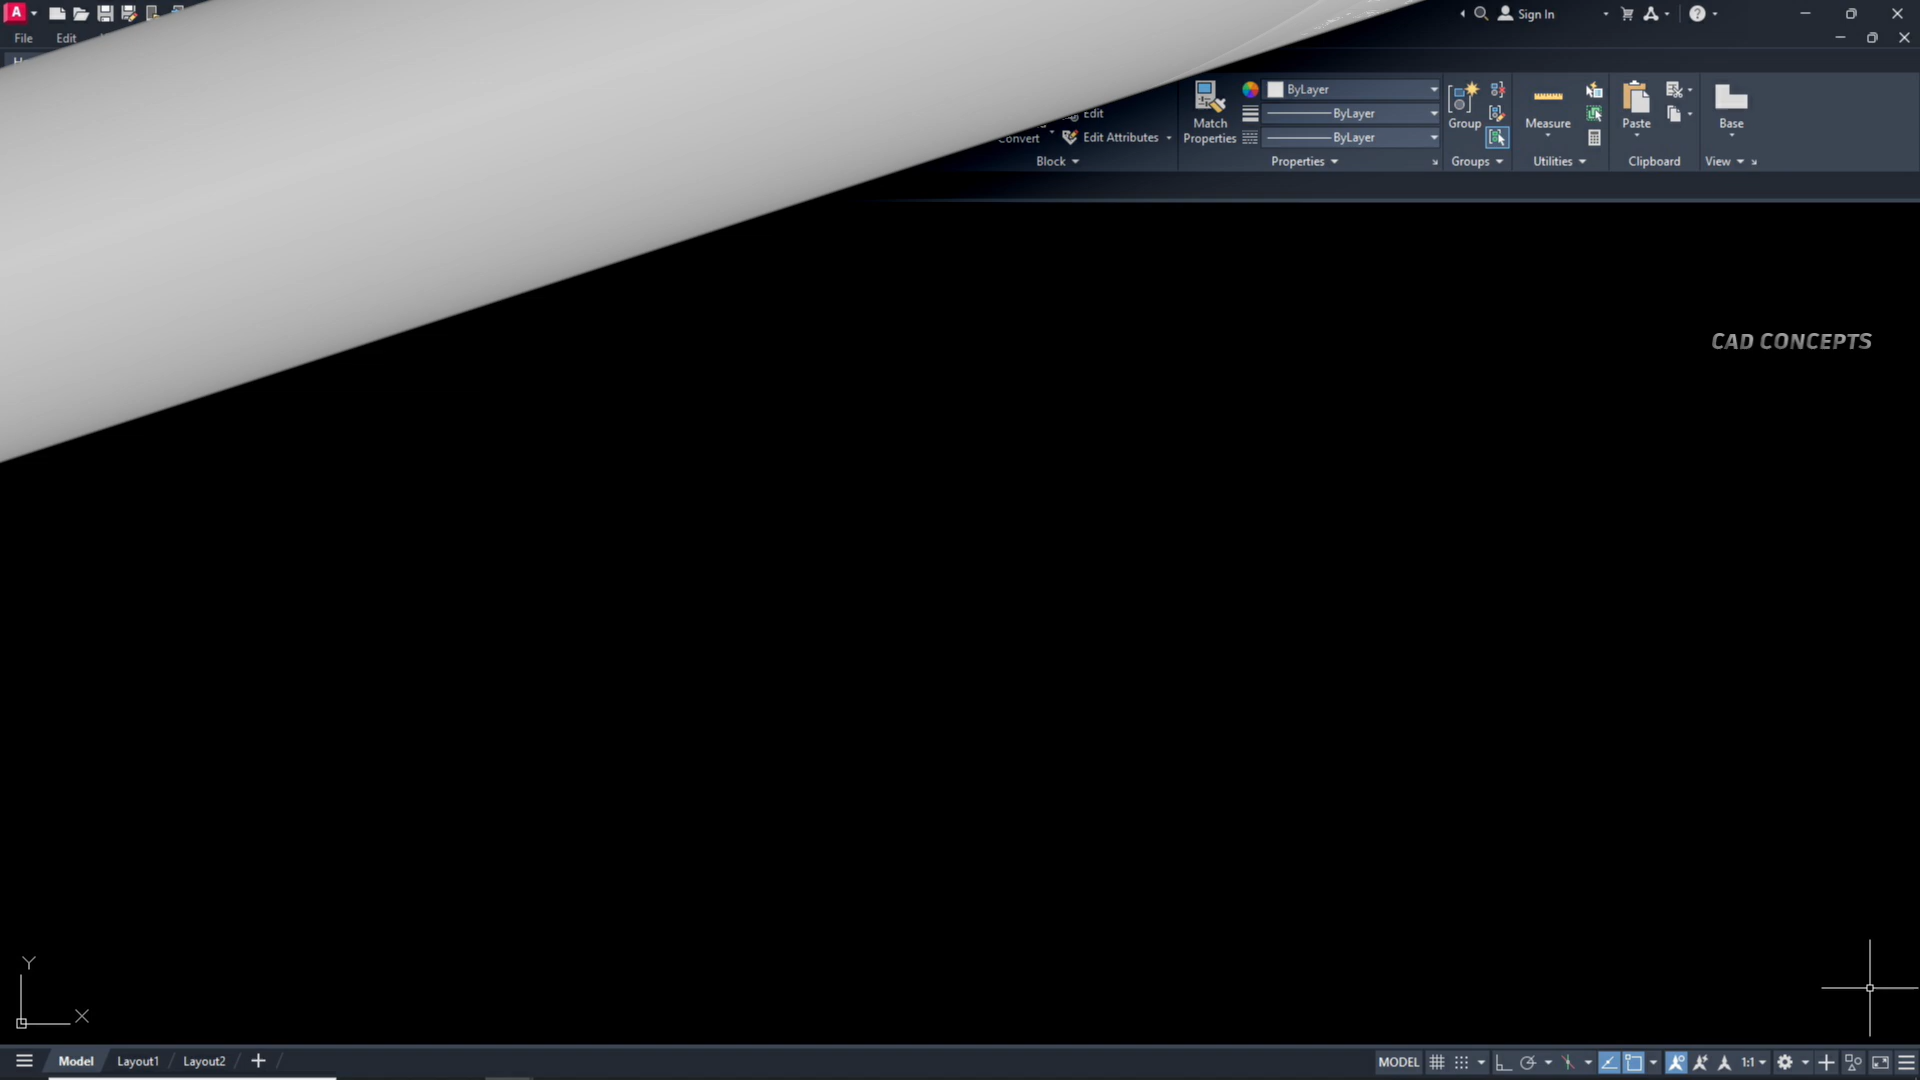 A
Sign In
File Edit
ByLayer
Edit
ByLayer
Match
Properties
Group
Measure
Paste
Base
Convert
Edit Attributes
ByLayer
Block
Properties
Groups
Utilities
Clipboard
View
CAD CONCEPTS
Y
X
Model Layout1 Layout2
MODEL
1:1